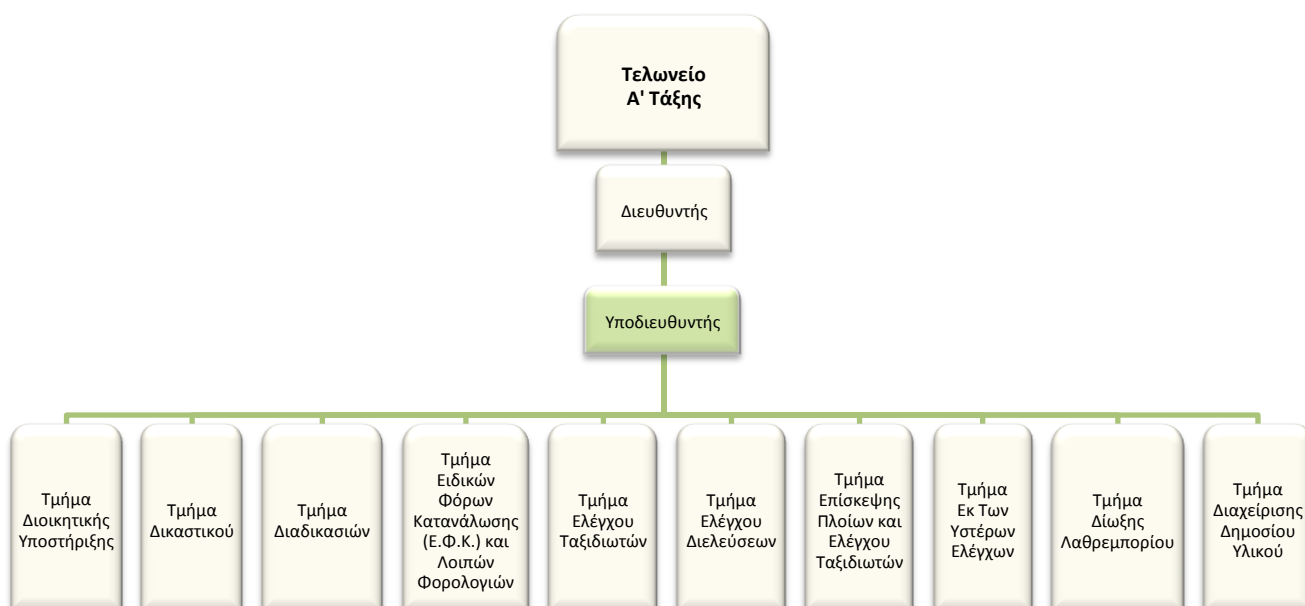 Τελωνείο
Α' Τάξης
Διευθυντής
Υποδιευθυντής
Τμήμα
Διοικητικής
Υποστήριξης
Τμήμα
Δικαστικού
Τμήμα
Διαδικασιών
Τμήμα
Ειδικών
Φόρων
Κατανάλωσης
(Ε.Φ.Κ.) και
Λοιπών
Φορολογιών
Τμήμα
Ελέγχου
Ταξιδιωτών
Τμήμα
Ελέγχου
Διελεύσεων
Τμήμα
Επίσκεψης
Πλοίων και
Ελέγχου
Ταξιδιωτών
Τμήμα
Εκ Των
Υστέρων
Ελέγχων
Τμήμα
Δίωξης
Λαθρεμπορίου
Τμήμα
Διαχείρισης
Δημοσίου
Υλικού